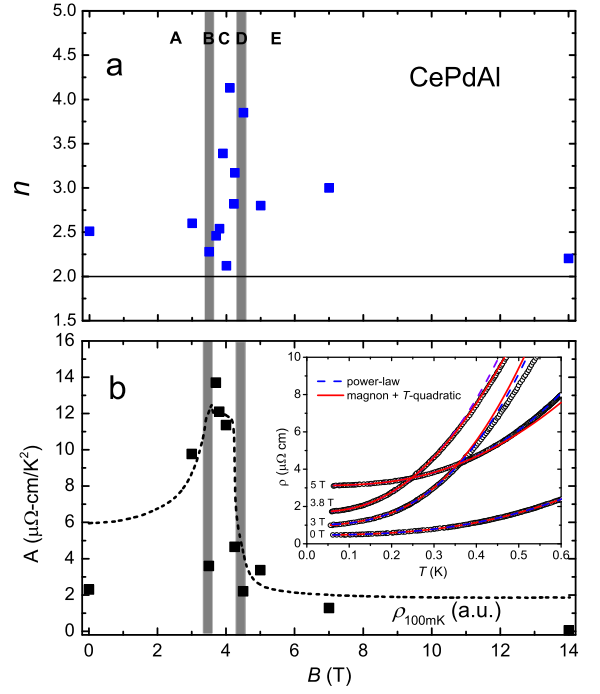 5.0
A B C D E
a
CePdAl
4.5
4.0
3.5
3.0
2.5
2.0
1.5
n
16
b
14
12
10
8
6
4
2
0
A (μΩ-cm/K²)
10
8
6
4
2
0
ρ (μΩ cm)
power-law
magnon + T-quadratic
5 T
3.8 T
3 T
0 T
0.0 0.1 0.2 0.3 0.4 0.5 0.6
T (K)
ρ100mK (a.u.)
0 2 4 6 8 10 12 14
B (T)